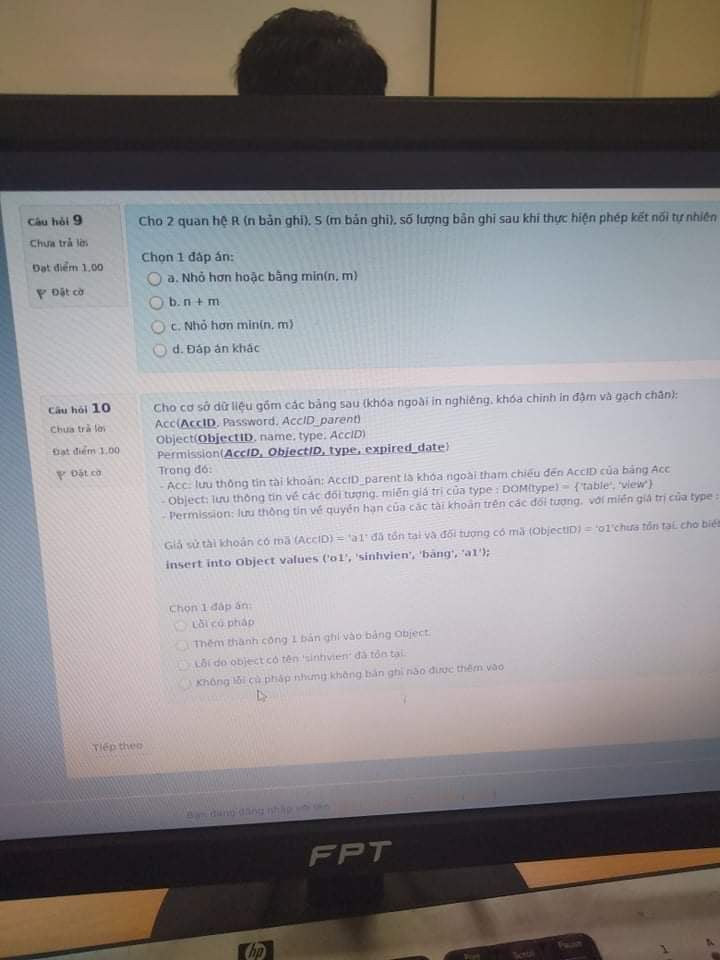 Câu hỏi 9
Chưa trả lời
Đạt điểm 1,00
Đặt cờ
Cho 2 quan hệ R (n bản ghi), S (m bản ghi), số lượng bản ghi sau khi thực hiện phép kết nối tự nhiên
Chọn 1 đáp án:
a. Nhỏ hơn hoặc bằng min(n, m)
b. n + m
c. Nhỏ hơn min(n, m)
d. Đáp án khác
Câu hỏi 10
Chưa trả lời
Đạt điểm 1,00
Đặt cờ
Cho cơ sở dữ liệu gồm các bảng sau (khóa ngoài in nghiêng, khóa chính in đậm và gạch chân):
Acc(AccID, Password, AccID_parent)
Object(ObjectID, name, type, AccID)
Permission(AccID, ObjectID, type, expired_date)
Trong đó:
- Acc: lưu thông tin tài khoản; AccID_parent là khóa ngoài tham chiếu đến AccID của bảng Acc
- Object: lưu thông tin về các đối tượng, miền giá trị của type : DOM(type) = {'table', 'view'}
- Permission: lưu thông tin về quyền hạn của các tài khoản trên các đối tượng, với miền giá trị của type :
Giả sử tài khoản có mã (AccID) = 'a1' đã tồn tại và đối tượng có mã (ObjectID) = 'o1'chưa tồn tại, cho biết
insert into Object values ('o1', 'sinhvien', 'bảng', 'a1');
Chọn 1 đáp án:
Lỗi cú pháp
Thêm thành công 1 bản ghi vào bảng Object.
Lỗi do object có tên 'sinhvien' đã tồn tại.
Không lỗi cú pháp nhưng không bản ghi nào được thêm vào
Tiếp theo
Bạn đang đăng nhập với tên
FPT
hp
Scroll
Pause
1